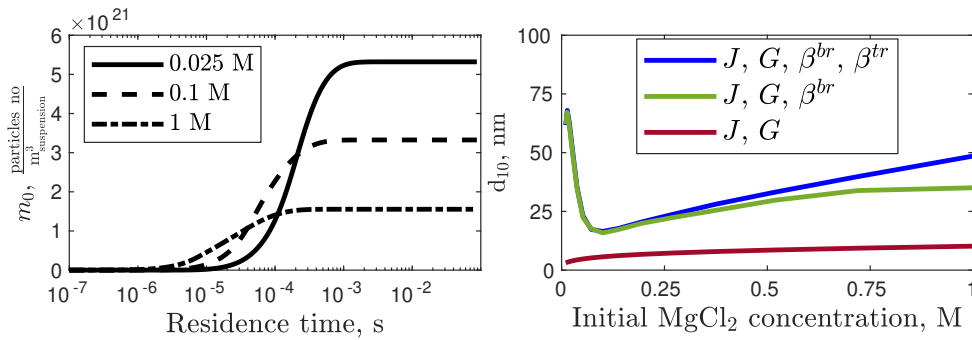 ×10^21
6
5
4
3
2
1
0
m_0, particles no / m^3_suspension
0.025 M
0.1 M
1 M
10^-7 10^-6 10^-5 10^-4 10^-3 10^-2
Residence time, s
100
75
50
25
0
d_10, nm
J, G, β^br, β^tr
J, G, β^br
J, G
0 0.25 0.5 0.75 1
Initial MgCl_2 concentration, M